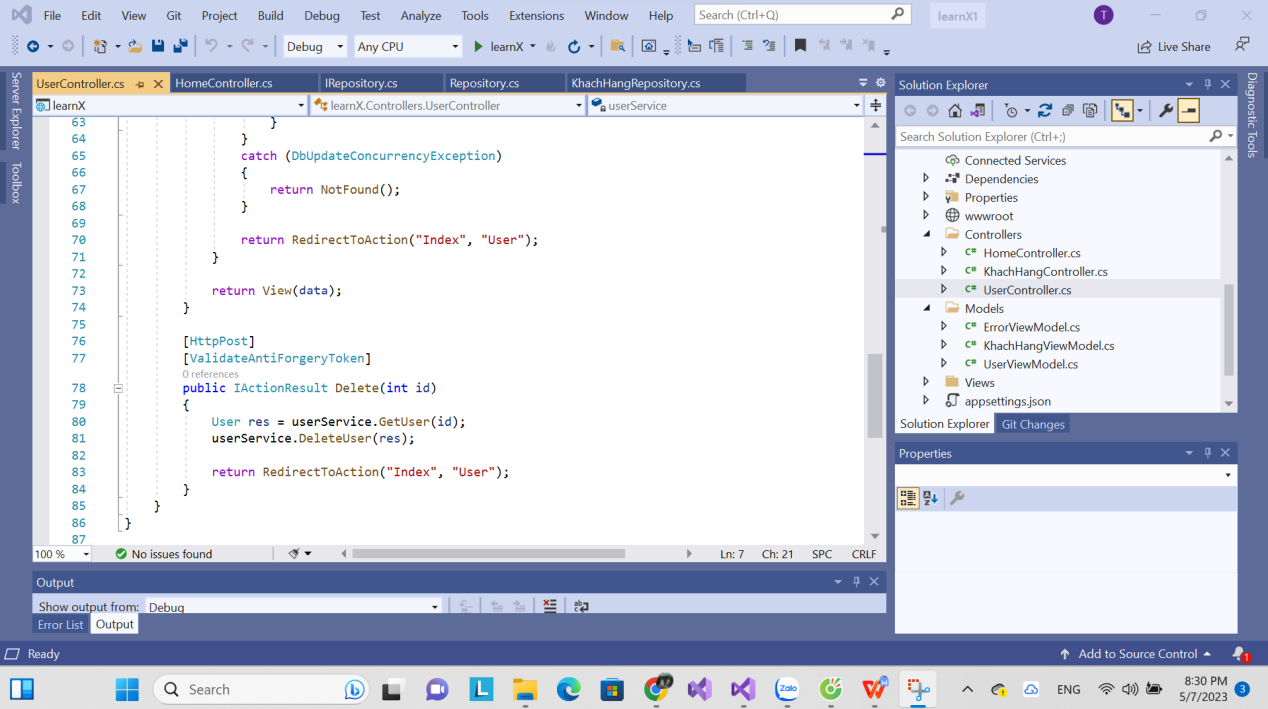 File Edit View Git Project Build Debug Test Analyze Tools Extensions Window Help Search (Ctrl+Q) learnX1 T
Debug Any CPU learnX Live Share
Server Explorer
Toolbox
UserController.cs HomeController.cs IRepository.cs Repository.cs KhachHangRepository.cs
learnX learnX.Controllers.UserController userService
63 }
64 }
65 catch (DbUpdateConcurrencyException)
66 {
67 return NotFound();
68 }
69
70 return RedirectToAction("Index", "User");
71 }
72
73 return View(data);
74 }
75
76 [HttpPost]
77 [ValidateAntiForgeryToken]
0 references
78 public IActionResult Delete(int id)
79 {
80 User res = userService.GetUser(id);
81 userService.DeleteUser(res);
82
83 return RedirectToAction("Index", "User");
84 }
85 }
86 }
87
100 % No issues found Ln: 7 Ch: 21 SPC CRLF
Output
Show output from: Debug
Error List Output
Solution Explorer
Search Solution Explorer (Ctrl+;)
Connected Services
Dependencies
Properties
wwwroot
Controllers
C# HomeController.cs
C# KhachHangController.cs
C# UserController.cs
Models
C# ErrorViewModel.cs
C# KhachHangViewModel.cs
C# UserViewModel.cs
Views
appsettings.json
Solution Explorer Git Changes
Properties
Diagnostic Tools
Ready Add to Source Control 1
Search L Zalo W ENG 8:30 PM
5/7/2023 3